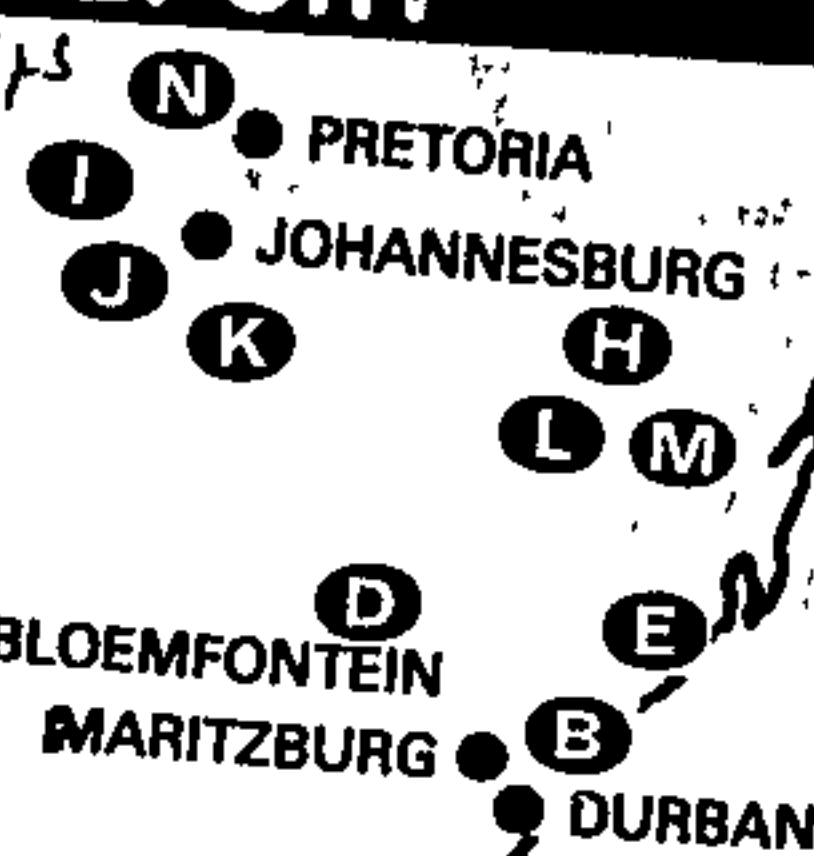 N
PRETORIA
I
JOHANNESBURG
J
K
H
L
M
D
E
BLOEMFONTEIN
MARITZBURG
B
DURBAN